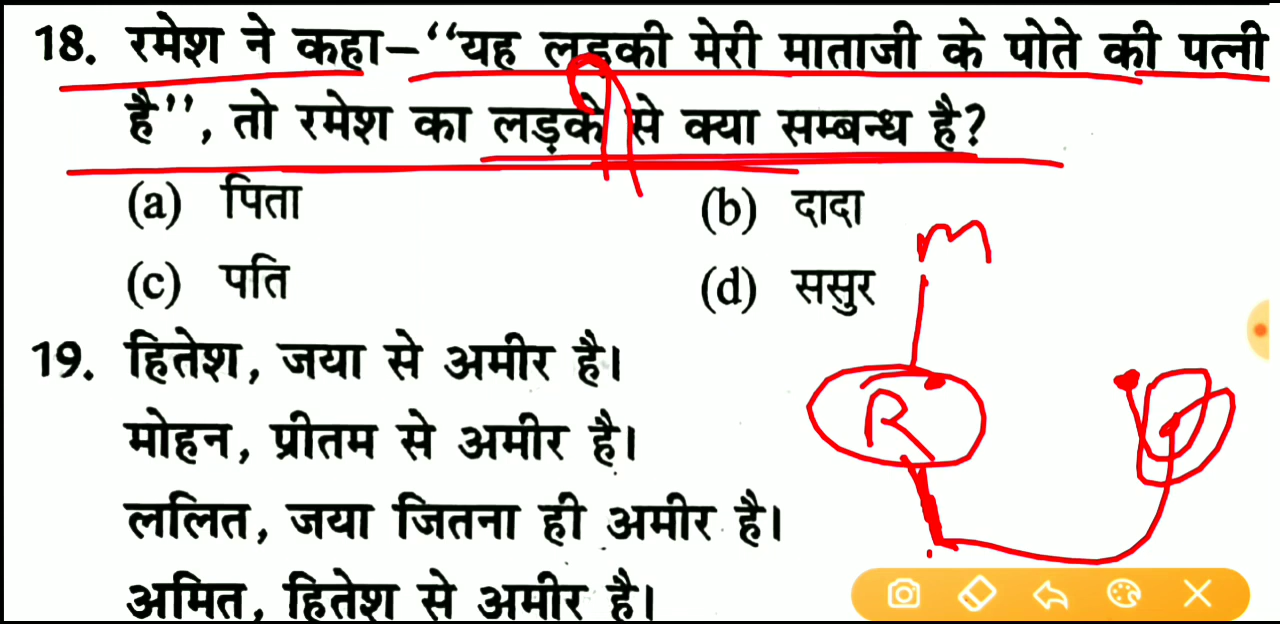 18. रमेश ने कहा–“यह लड़की मेरी माताजी के पोते की पत्नी
है”, तो रमेश का लड़के से क्या सम्बन्ध है?
(a) पिता (b) दादा
(c) पति (d) ससुर
m
R
19. हितेश, जया से अमीर है।
मोहन, प्रीतम से अमीर है।
ललित, जया जितना ही अमीर है।
अमित, हितेश से अमीर है।